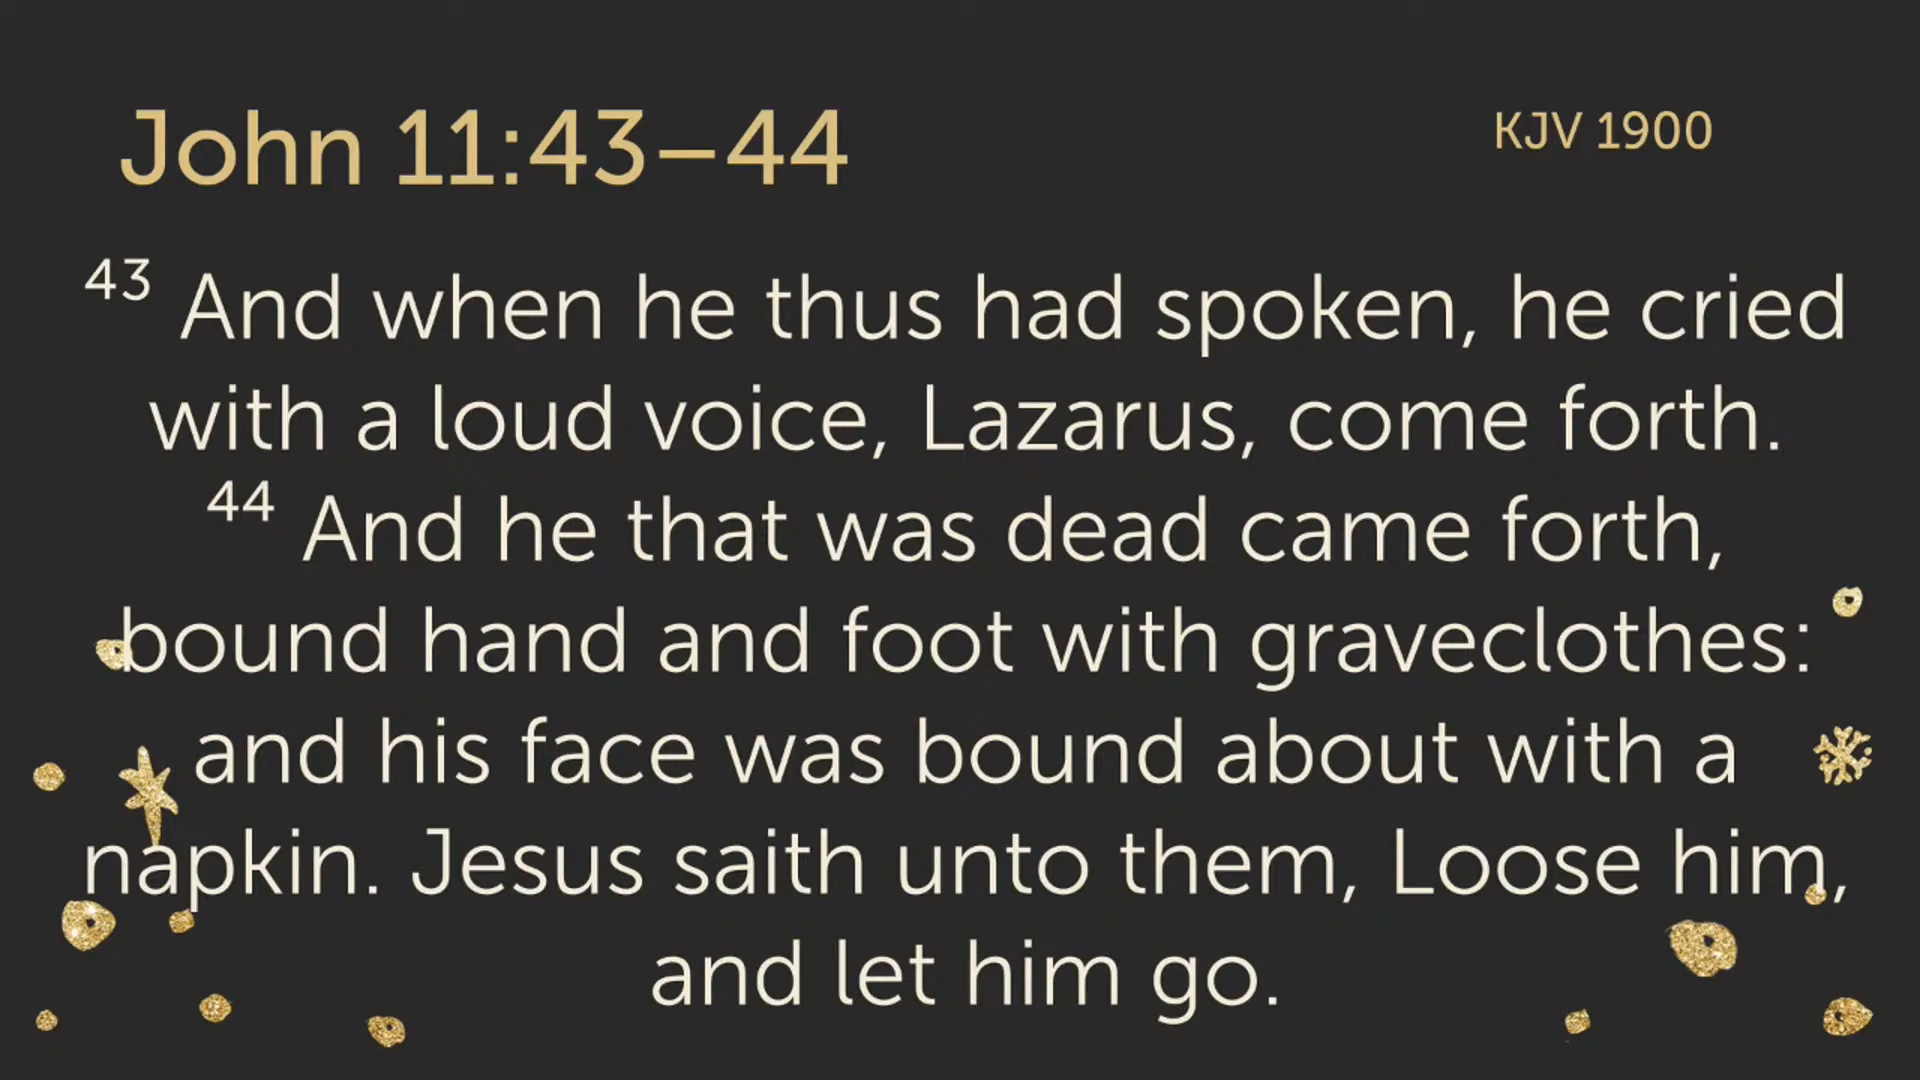 John 11:43–44
KJV 1900
43 And when he thus had spoken, he cried
with a loud voice, Lazarus, come forth.
44 And he that was dead came forth,
bound hand and foot with graveclothes:
and his face was bound about with a
napkin. Jesus saith unto them, Loose him,
and let him go.